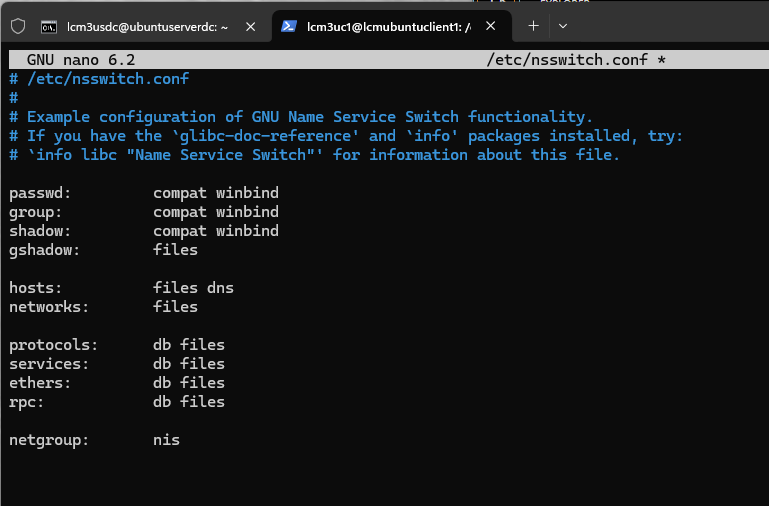 lcm3usdc@ubuntuserverdc: ~
lcm3uc1@lcmubuntuclient1: /
GNU nano 6.2 /etc/nsswitch.conf *
# /etc/nsswitch.conf
#
# Example configuration of GNU Name Service Switch functionality.
# If you have the `glibc-doc-reference' and `info' packages installed, try:
# `info libc "Name Service Switch"' for information about this file.
passwd: compat winbind
group: compat winbind
shadow: compat winbind
gshadow: files
hosts: files dns
networks: files
protocols: db files
services: db files
ethers: db files
rpc: db files
netgroup: nis